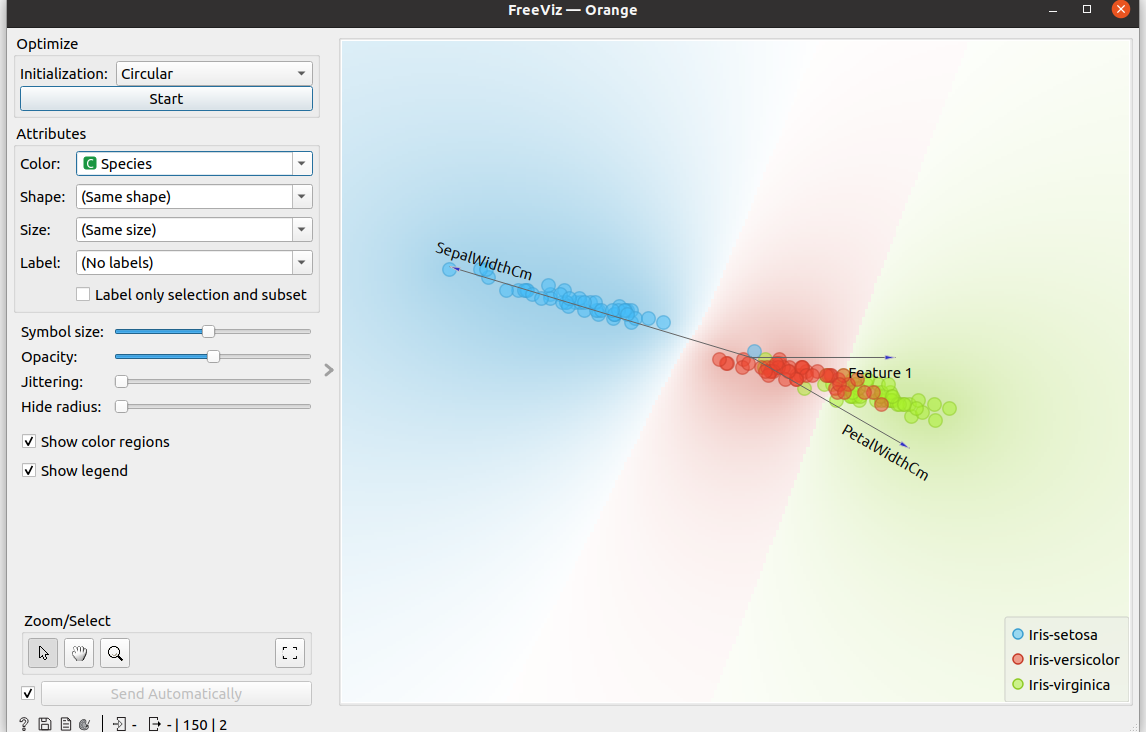 FreeViz — Orange
Optimize
Initialization: Circular
Start
Attributes
Color: C Species
Shape: (Same shape)
Size: (Same size)
Label: (No labels)
Label only selection and subset
Symbol size:
Opacity:
Jittering:
Hide radius:
Show color regions
Show legend
Zoom/Select
Send Automatically
? - - | 150 | 2
SepalWidthCm
Feature 1
PetalWidthCm
Iris-setosa
Iris-versicolor
Iris-virginica